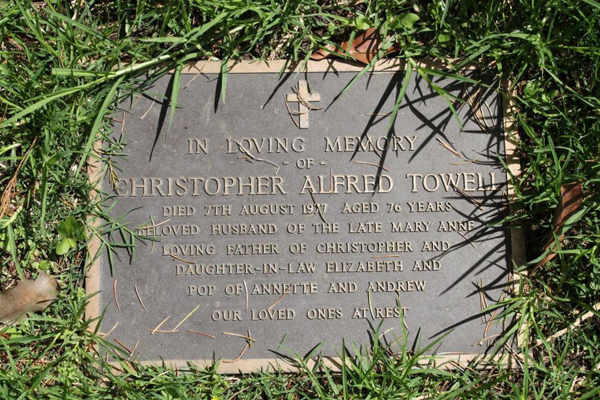 IN LOVING MEMORY
- OF -
CHRISTOPHER ALFRED TOWELL
DIED 7TH AUGUST 1977 AGED 76 YEARS
BELOVED HUSBAND OF THE LATE MARY ANNE
LOVING FATHER OF CHRISTOPHER AND
DAUGHTER-IN-LAW ELIZABETH AND
POP OF ANNETTE AND ANDREW
OUR LOVED ONES AT REST